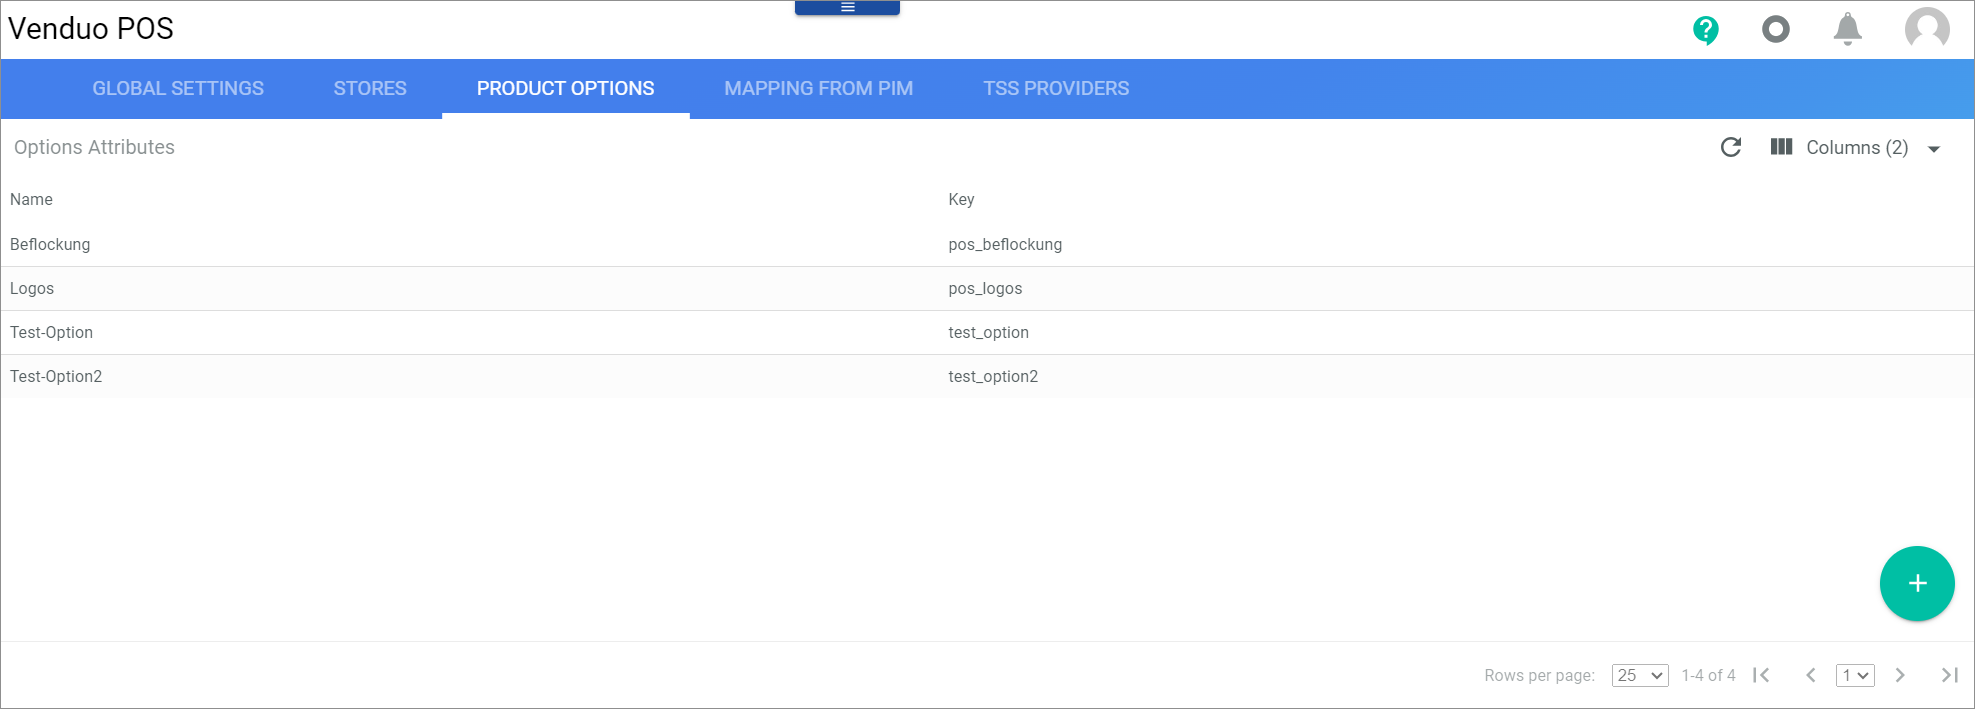 Venduo POS
GLOBAL SETTINGS STORES PRODUCT OPTIONS MAPPING FROM PIM TSS PROVIDERS
Options Attributes Columns (2)
Name Key
Beflockung pos_beflockung
Logos pos_logos
Test-Option test_option
Test-Option2 test_option2
Rows per page: 25 1-4 of 4 1